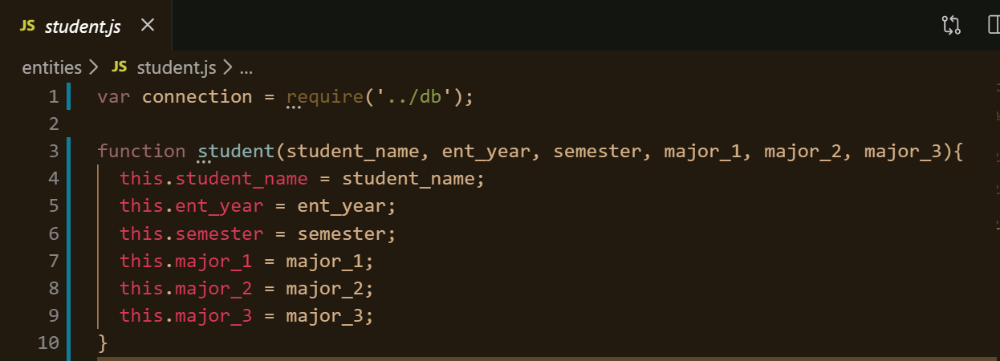 JS student.js ×
entities > JS student.js > ...
1 var connection = require('../db');
2
3 function student(student_name, ent_year, semester, major_1, major_2, major_3){
4   this.student_name = student_name;
5   this.ent_year = ent_year;
6   this.semester = semester;
7   this.major_1 = major_1;
8   this.major_2 = major_2;
9   this.major_3 = major_3;
10 }